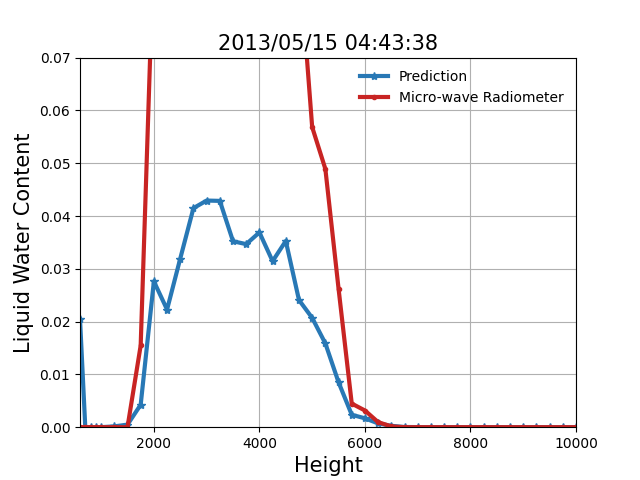 2013/05/15 04:43:38
0.07
0.06
0.05
0.04
0.03
0.02
0.01
0.00
Liquid Water Content
Prediction
Micro-wave Radiometer
2000 4000 6000 8000 10000
Height